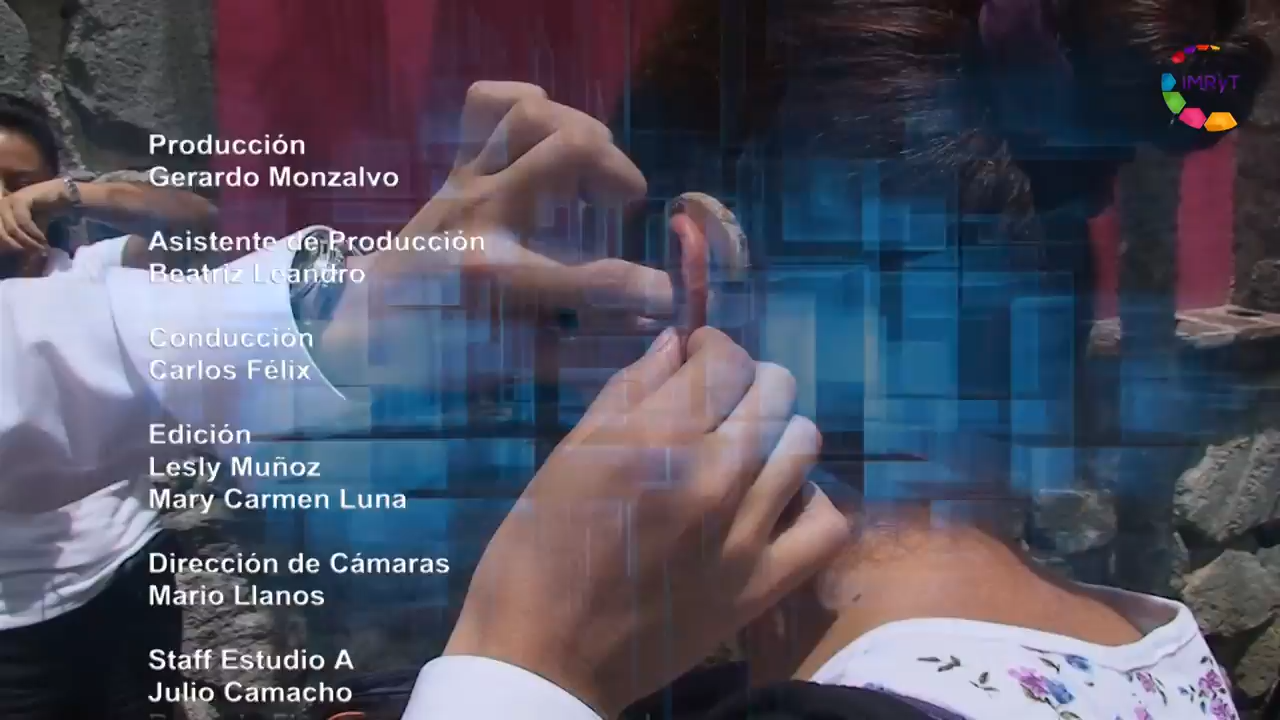 IMRyT
Producción
Gerardo Monzalvo
Asistente de Producción
Beatriz Leandro
Conducción
Carlos Félix
Edición
Lesly Muñoz
Mary Carmen Luna
Dirección de Cámaras
Mario Llanos
Staff Estudio A
Julio Camacho